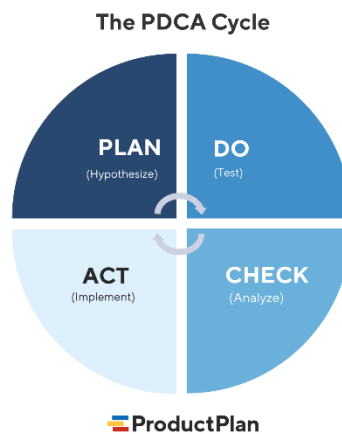 The PDCA Cycle
PLAN
(Hypothesize)
DO
(Test)
ACT
(Implement)
CHECK
(Analyze)
ProductPlan